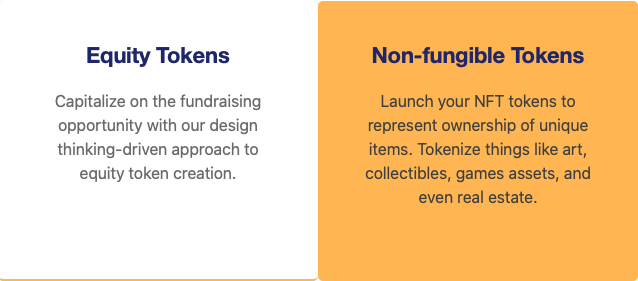 Equity Tokens
Capitalize on the fundraising
opportunity with our design
thinking-driven approach to
equity token creation.
Non-fungible Tokens
Launch your NFT tokens to
represent ownership of unique
items. Tokenize things like art,
collectibles, games assets, and
even real estate.